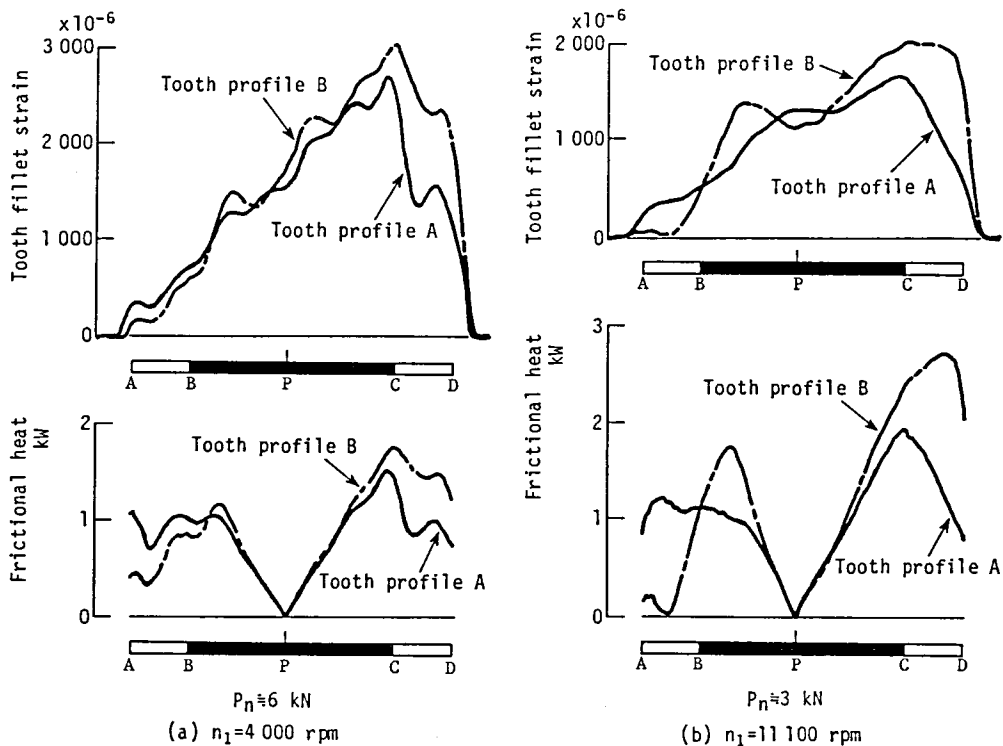 x10⁻⁶
3 000
2 000
1 000
0
Tooth fillet strain
Tooth profile B
Tooth profile A
A B P C D
2
1
0
Frictional heat
kW
Tooth profile B
Tooth profile A
A B P C D
Pn≒6 kN
(a) n1=4 000 rpm
x10⁻⁶
2 000
1 000
0
Tooth fillet strain
Tooth profile B
Tooth profile A
A B P C D
3
2
1
0
Frictional heat
kW
Tooth profile B
Tooth profile A
A B P C D
Pn≒3 kN
(b) n1=11 100 rpm